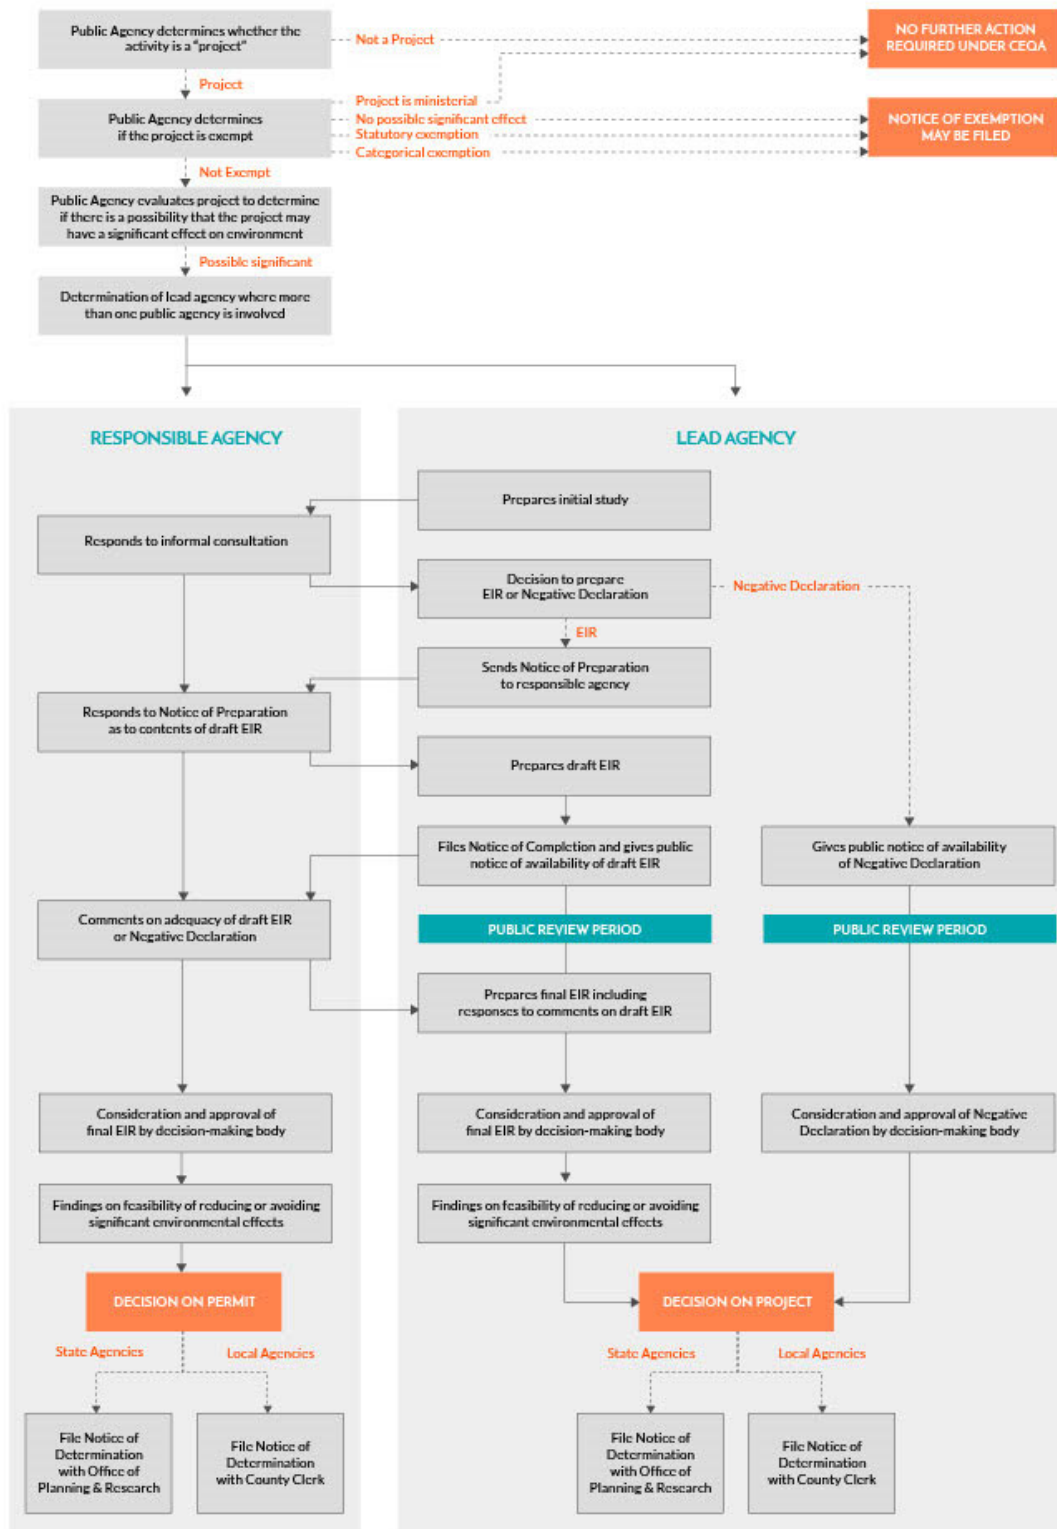 Public Agency determines whether the
activity is a “project”
Not a Project
NO FURTHER ACTION
REQUIRED UNDER CEQA
Project
Project is ministerial
Public Agency determines
if the project is exempt
No possible significant effect
Statutory exemption
Categorical exemption
NOTICE OF EXEMPTION
MAY BE FILED
Not Exempt
Public Agency evaluates project to determine
if there is a possibility that the project may
have a significant effect on environment
Possible significant
Determination of lead agency where more
than one public agency is involved
RESPONSIBLE AGENCY
LEAD AGENCY
Prepares initial study
Responds to informal consultation
Decision to prepare
EIR or Negative Declaration
Negative Declaration
EIR
Sends Notice of Preparation
to responsible agency
Responds to Notice of Preparation
as to contents of draft EIR
Prepares draft EIR
Files Notice of Completion and gives public
notice of availability of draft EIR
Gives public notice of availability
of Negative Declaration
Comments on adequacy of draft EIR
or Negative Declaration
PUBLIC REVIEW PERIOD
PUBLIC REVIEW PERIOD
Prepares final EIR including
responses to comments on draft EIR
Consideration and approval of
final EIR by decision-making body
Consideration and approval of
final EIR by decision-making body
Consideration and approval of Negative
Declaration by decision-making body
Findings on feasibility of reducing or avoiding
significant environmental effects
Findings on feasibility of reducing or avoiding
significant environmental effects
DECISION ON PERMIT
DECISION ON PROJECT
State Agencies
Local Agencies
State Agencies
Local Agencies
File Notice of
Determination
with Office of
Planning & Research
File Notice of
Determination
with County Clerk
File Notice of
Determination
with Office of
Planning & Research
File Notice of
Determination
with County Clerk